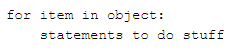 for item in object:
    statements to do stuff